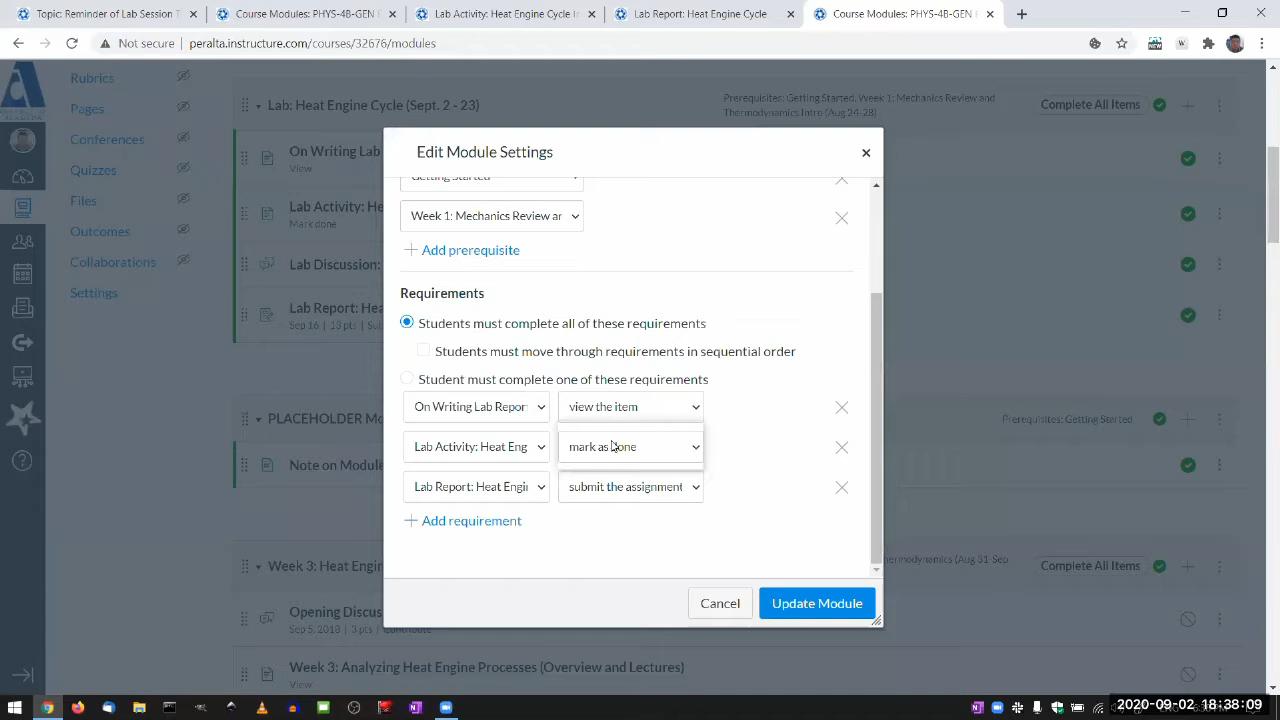 Reminder of Lab Session T
Course Modules: PHYS-4B-GEN
Lab Activity: Heat Engine Cycle
Lab Report: Heat Engine Cycle
Course Modules: PHYS-4B-GEN
Not secure
peralta.instructure.com/courses/32676/modules
Rubrics
Pages
Conferences
Quizzes
Files
Outcomes
Collaborations
Settings
Lab: Heat Engine Cycle (Sept. 2 - 23)
Prerequisites: Getting Started, Week 1: Mechanics Review and
Thermodynamics Intro (Aug 24-28)
Complete All Items
On Writing Lab
View
Lab Activity: He
Mark done
Lab Discussion:
Lab Report: Hea
Sep 16 | 13 pts | Su
PLACEHOLDER Mo
Prerequisites: Getting Started
Note on Modul
Week 3: Heat Engin
ermodynamics (Aug 31-Sep
Complete All Items
Opening Discus
Sep 5, 2018 | 3 pts | Contribute
Week 3: Analyzing Heat Engine Processes (Overview and Lectures)
View
Edit Module Settings
Getting Started
Week 1: Mechanics Review ar
Add prerequisite
Requirements
Students must complete all of these requirements
Students must move through requirements in sequential order
Student must complete one of these requirements
On Writing Lab Repor
view the item
Lab Activity: Heat Eng
mark as done
Lab Report: Heat Engi
submit the assignment
Add requirement
Cancel
Update Module
2020-09-02 18:38:09